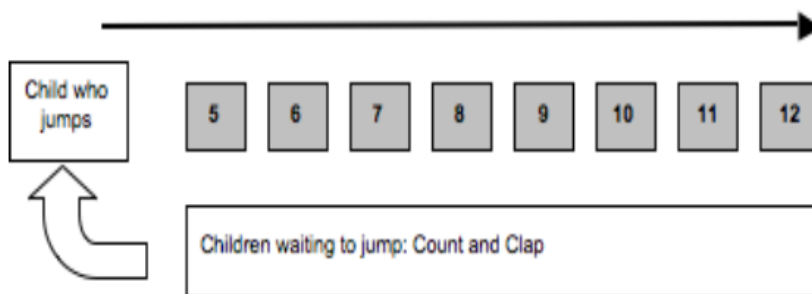 Child who
jumps
5 6 7 8 9 10 11 12
Children waiting to jump: Count and Clap